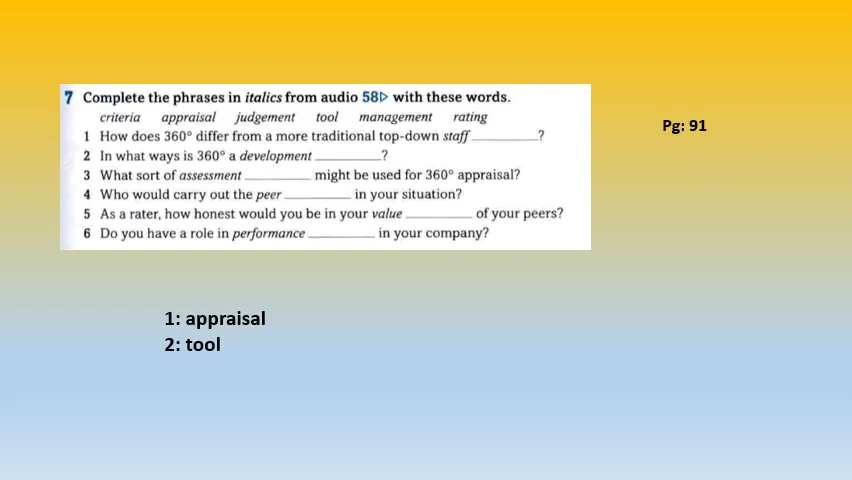 7 Complete the phrases in italics from audio 58▷ with these words.
criteria appraisal judgement tool management rating
1 How does 360° differ from a more traditional top-down staff ________?
2 In what ways is 360° a development ________?
3 What sort of assessment ________ might be used for 360° appraisal?
4 Who would carry out the peer ________ in your situation?
5 As a rater, how honest would you be in your value ________ of your peers?
6 Do you have a role in performance ________ in your company?
Pg: 91
1: appraisal
2: tool